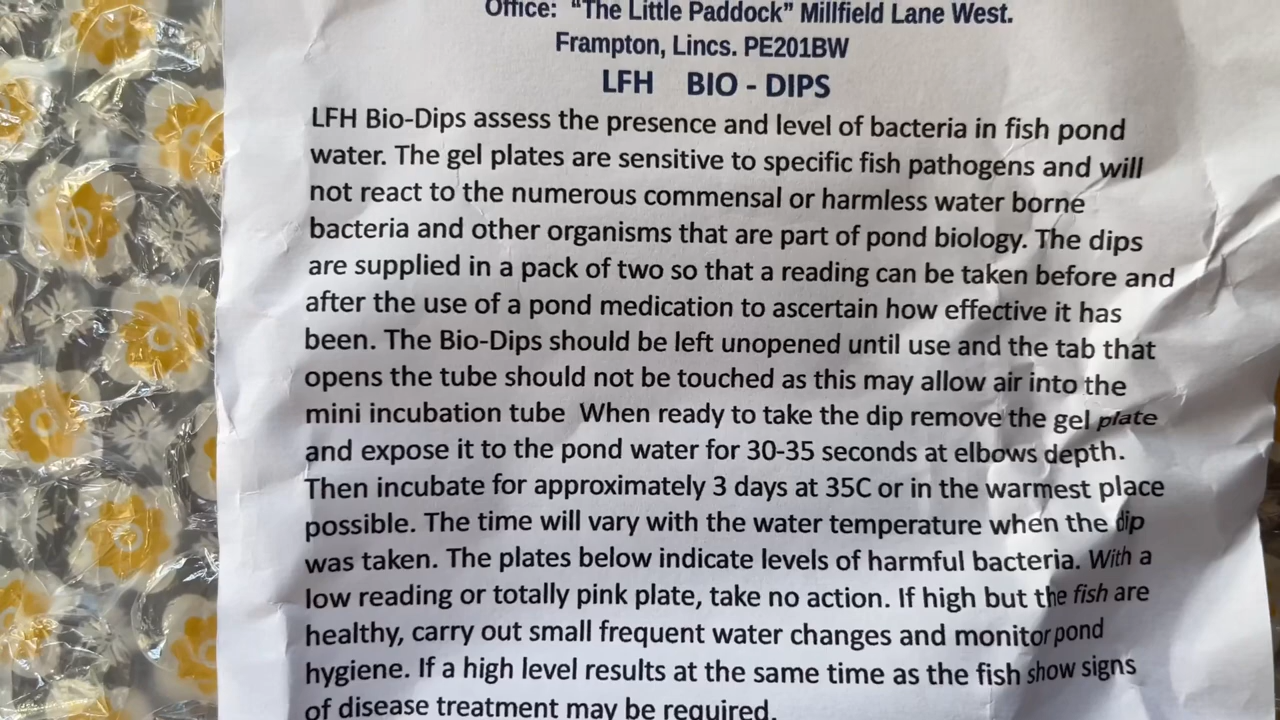 Office: “The Little Paddock” Millfield Lane West.
Frampton, Lincs. PE201BW
LFH BIO - DIPS
LFH Bio-Dips assess the presence and level of bacteria in fish pond
water. The gel plates are sensitive to specific fish pathogens and will
not react to the numerous commensal or harmless water borne
bacteria and other organisms that are part of pond biology. The dips
are supplied in a pack of two so that a reading can be taken before and
after the use of a pond medication to ascertain how effective it has
been. The Bio-Dips should be left unopened until use and the tab that
opens the tube should not be touched as this may allow air into the
mini incubation tube When ready to take the dip remove the gel plate
and expose it to the pond water for 30-35 seconds at elbows depth.
Then incubate for approximately 3 days at 35C or in the warmest place
possible. The time will vary with the water temperature when the dip
was taken. The plates below indicate levels of harmful bacteria. With a
low reading or totally pink plate, take no action. If high but the fish are
healthy, carry out small frequent water changes and monitor pond
hygiene. If a high level results at the same time as the fish show signs
of disease treatment may be required.